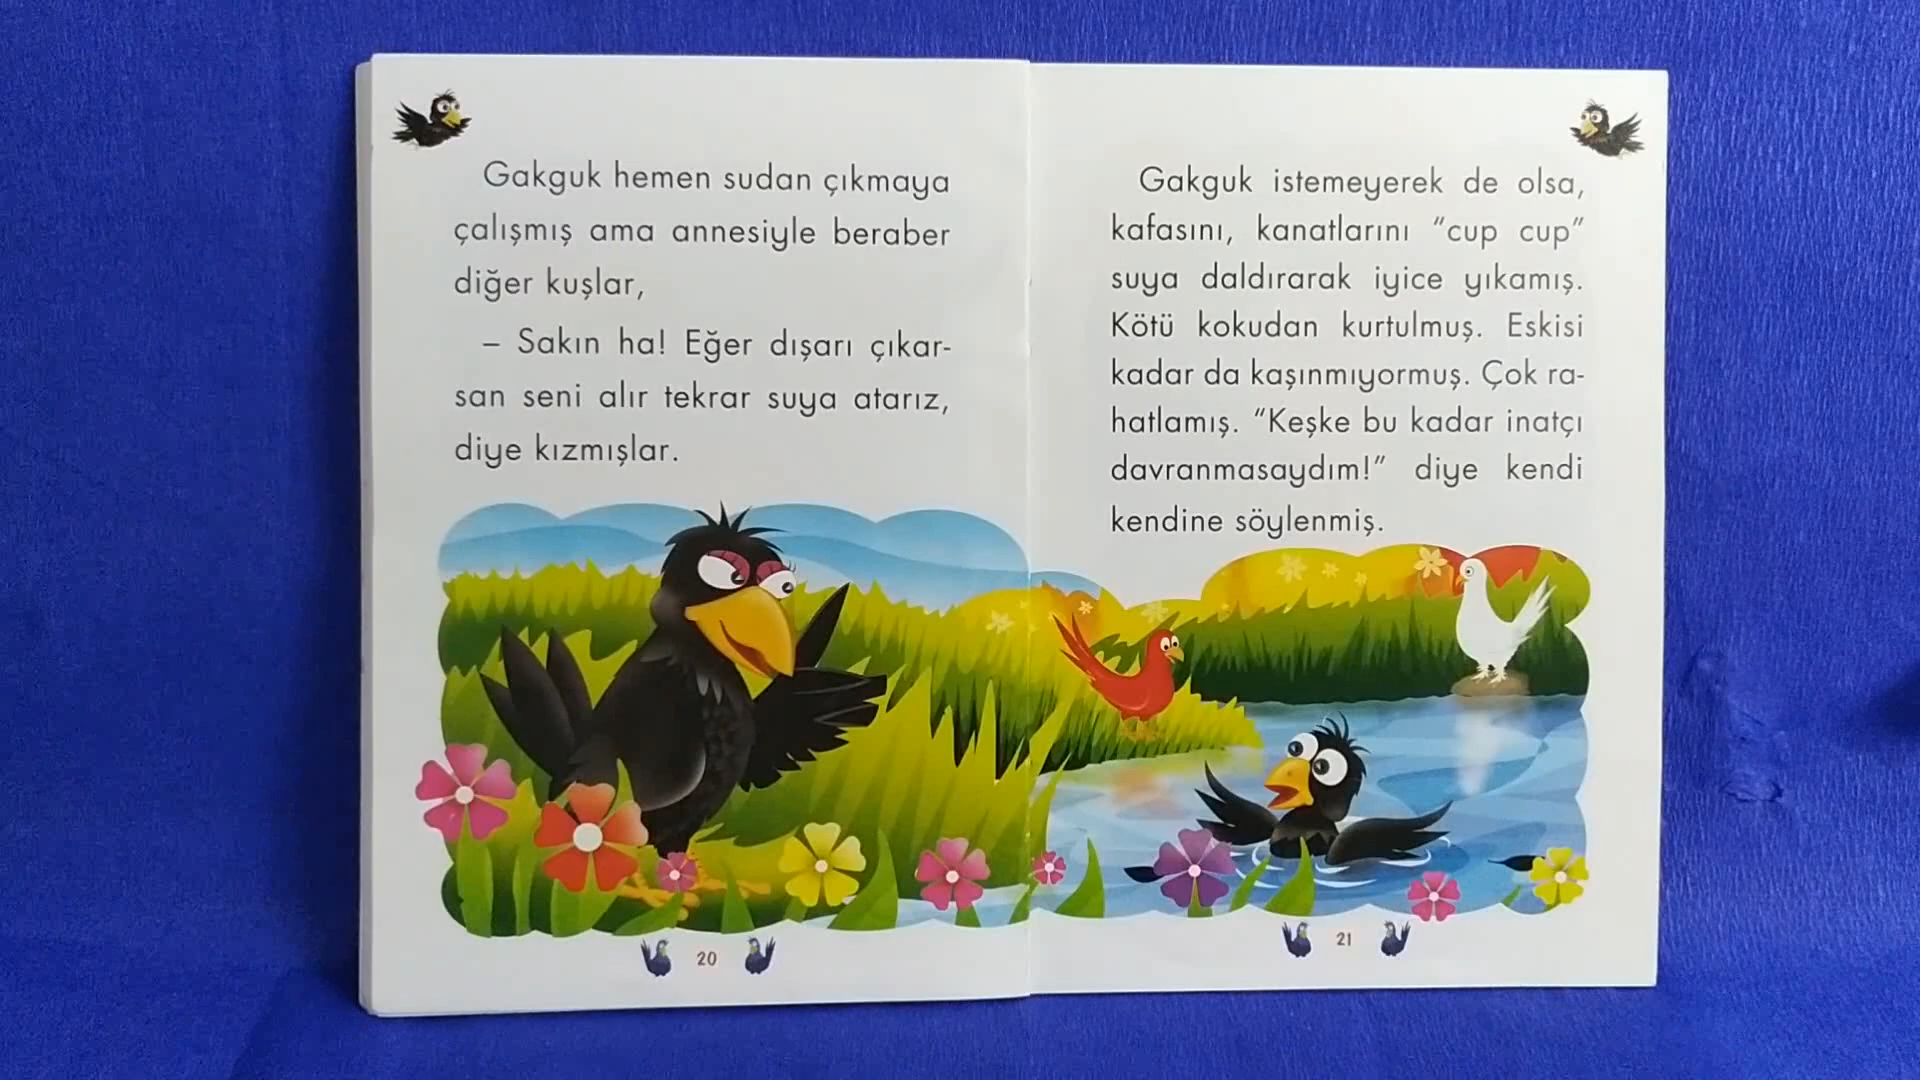 Gakguk hemen sudan çıkmaya
çalışmış ama annesiyle beraber
diğer kuşlar,
– Sakın ha! Eğer dışarı çıkar-
san seni alır tekrar suya atarız,
diye kızmışlar.
20
Gakguk istemeyerek de olsa,
kafasını, kanatlarını “cup cup”
suya daldırarak iyice yıkamış.
Kötü kokudan kurtulmuş. Eskisi
kadar da kaşınmıyormuş. Çok ra-
hatlamış. “Keşke bu kadar inatçı
davranmasaydım!” diye kendi
kendine söylenmiş.
21